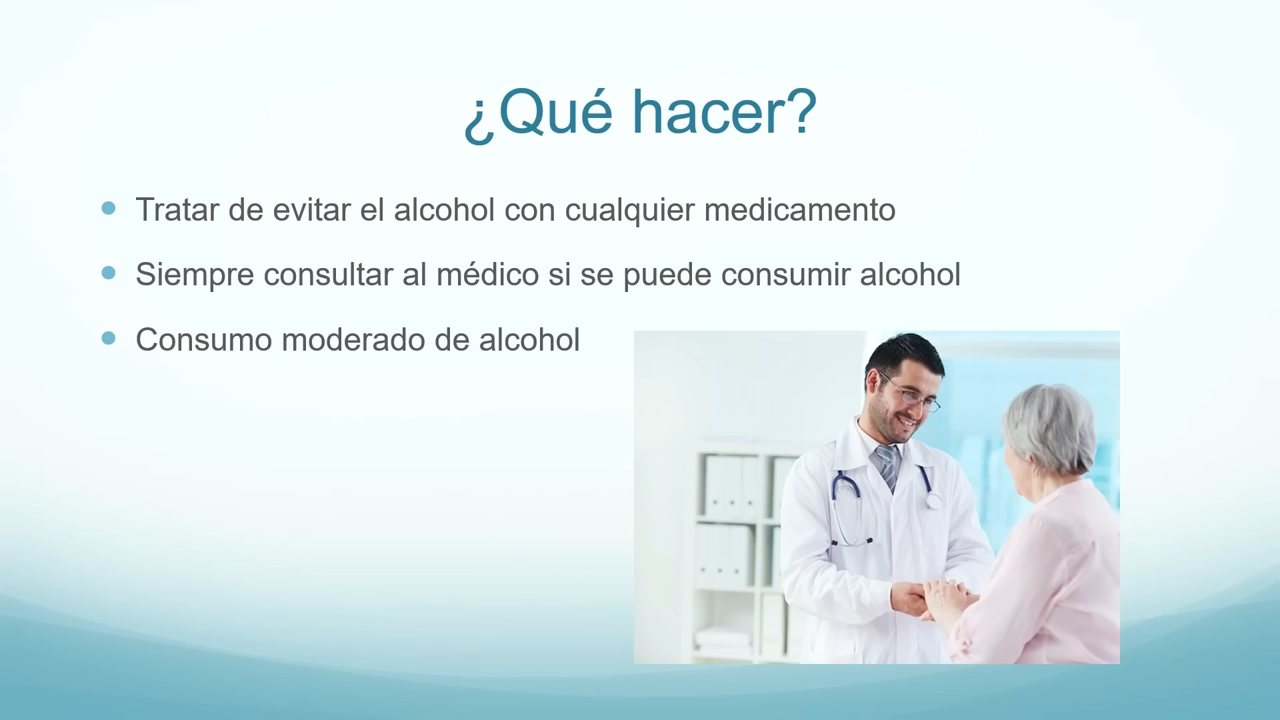 ¿Qué hacer?
Tratar de evitar el alcohol con cualquier medicamento
Siempre consultar al médico si se puede consumir alcohol
Consumo moderado de alcohol